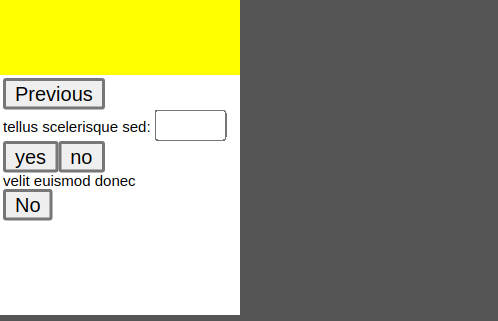 Previous
tellus scelerisque sed:
yes no
velit euismod donec
No